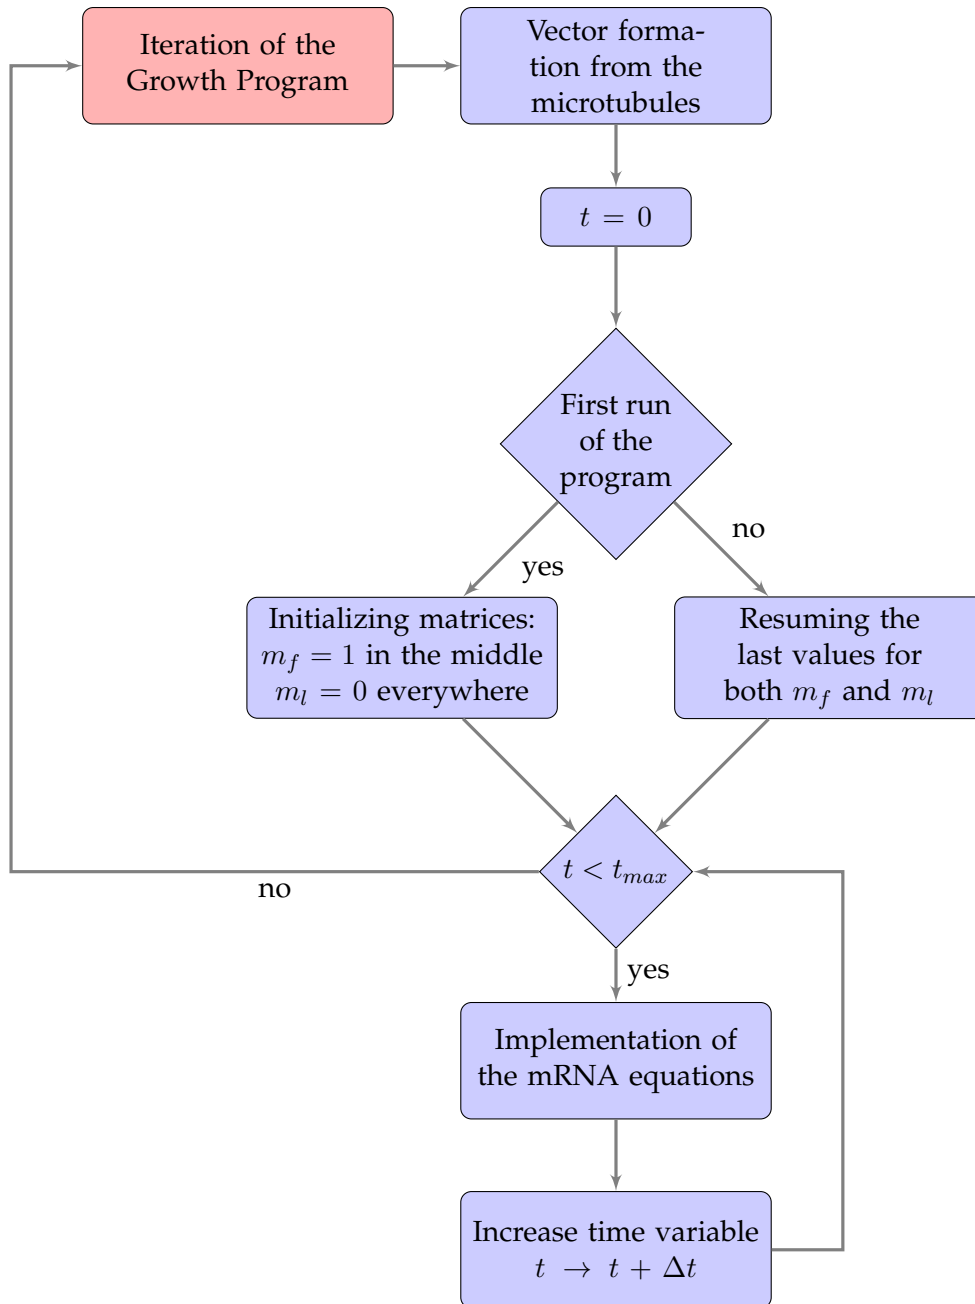 Iteration of the
Growth Program
Vector forma-
tion from the
microtubules
t = 0
First run
of the
program
yes
no
Initializing matrices:
m_f = 1 in the middle
m_l = 0 everywhere
Resuming the
last values for
both m_f and m_l
t < t_{max}
no
yes
Implementation of
the mRNA equations
Increase time variable
t → t + Δt